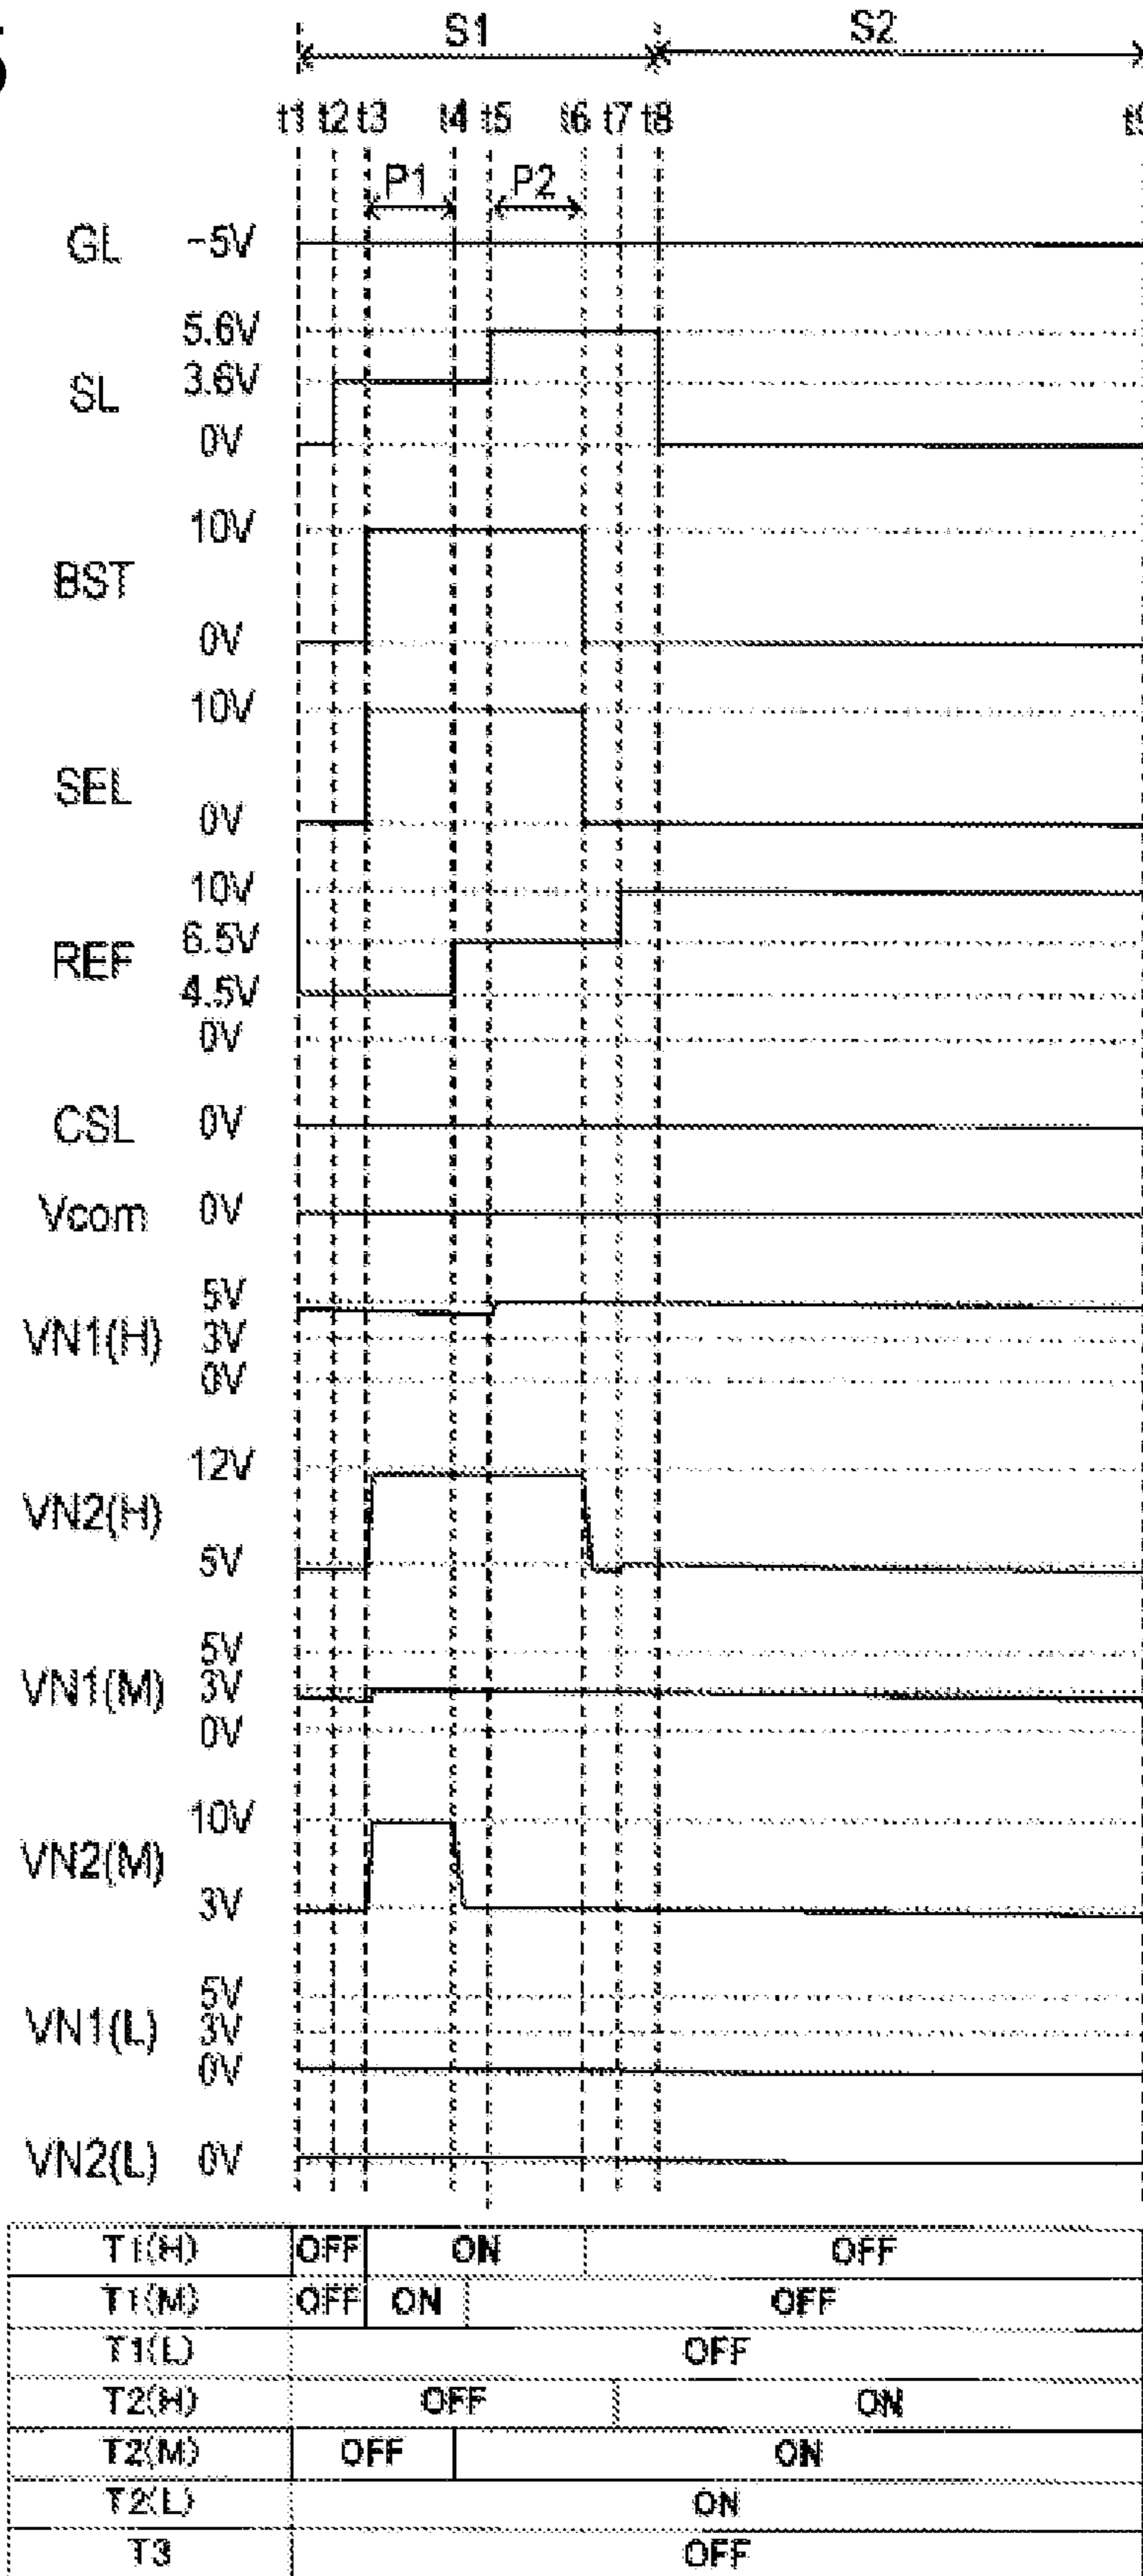 5
S1 S2
t1 t2 t3 t4 t5 t6 t7 t8 t9
P1 P2
GL -5V
5.6V
SL 3.6V
0V
10V
BST
0V
10V
SEL
0V
10V
REF 6.5V
4.5V
0V
CSL 0V
Vcom 0V
5V
VN1(H) 3V
0V
12V
VN2(H)
5V
5V
VN1(M) 3V
0V
10V
VN2(M)
3V
5V
VN1(L) 3V
0V
VN2(L) 0V
T1(H) OFF ON OFF
T1(M) OFF ON OFF
T1(L) OFF
T2(H) OFF ON
T2(M) OFF ON
T2(L) ON
T3 OFF